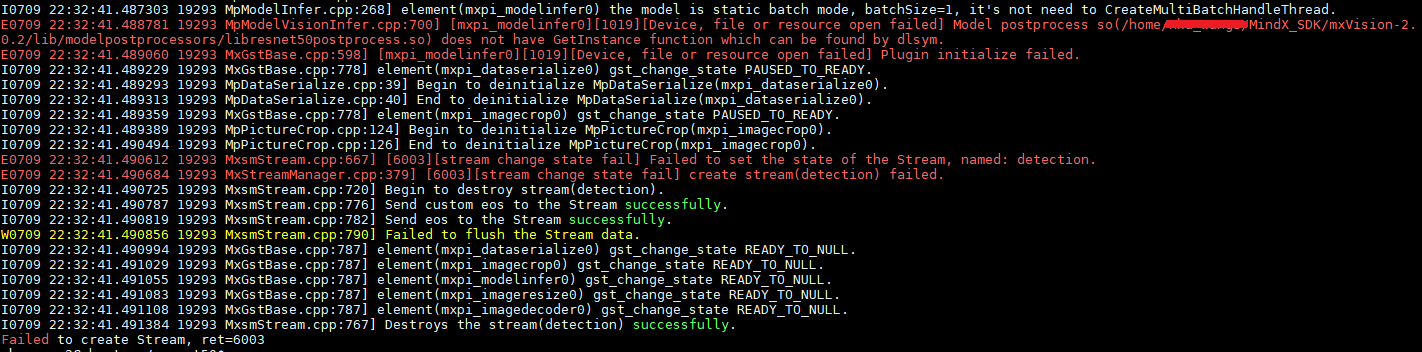 I0709 22:32:41.487303 19293 MpModelInfer.cpp:268] element(mxpi_modelinfer0) the model is static batch mode, batchSize=1, it's not need to CreateMultiBatchHandleThread.
E0709 22:32:41.488781 19293 MpModelVisionInfer.cpp:700] [mxpi_modelinfer0][1019][Device, file or resource open failed] Model postprocess so(/home/ /MindX_SDK/mxVision-2.
0.2/lib/modelpostprocessors/libresnet50postprocess.so) does not have GetInstance function which can be found by dlsym.
E0709 22:32:41.489060 19293 MxGstBase.cpp:598] [mxpi_modelinfer0][1019][Device, file or resource open failed] Plugin initialize failed.
I0709 22:32:41.489229 19293 MxGstBase.cpp:778] element(mxpi_dataserialize0) gst_change_state PAUSED_TO_READY.
I0709 22:32:41.489293 19293 MpDataSerialize.cpp:39] Begin to deinitialize MpDataSerialize(mxpi_dataserialize0).
I0709 22:32:41.489313 19293 MpDataSerialize.cpp:40] End to deinitialize MpDataSerialize(mxpi_dataserialize0).
I0709 22:32:41.489359 19293 MxGstBase.cpp:778] element(mxpi_imagecrop0) gst_change_state PAUSED_TO_READY.
I0709 22:32:41.489389 19293 MpPictureCrop.cpp:124] Begin to deinitialize MpPictureCrop(mxpi_imagecrop0).
I0709 22:32:41.490494 19293 MpPictureCrop.cpp:126] End to deinitialize MpPictureCrop(mxpi_imagecrop0).
E0709 22:32:41.490612 19293 MxsmStream.cpp:667] [6003][stream change state fail] Failed to set the state of the Stream, named: detection.
E0709 22:32:41.490684 19293 MxStreamManager.cpp:379] [6003][stream change state fail] create stream(detection) failed.
I0709 22:32:41.490725 19293 MxsmStream.cpp:720] Begin to destroy stream(detection).
I0709 22:32:41.490787 19293 MxsmStream.cpp:776] Send custom eos to the Stream successfully.
I0709 22:32:41.490819 19293 MxsmStream.cpp:782] Send eos to the Stream successfully.
W0709 22:32:41.490856 19293 MxsmStream.cpp:790] Failed to flush the Stream data.
I0709 22:32:41.490994 19293 MxGstBase.cpp:787] element(mxpi_dataserialize0) gst_change_state READY_TO_NULL.
I0709 22:32:41.491029 19293 MxGstBase.cpp:787] element(mxpi_imagecrop0) gst_change_state READY_TO_NULL.
I0709 22:32:41.491055 19293 MxGstBase.cpp:787] element(mxpi_modelinfer0) gst_change_state READY_TO_NULL.
I0709 22:32:41.491083 19293 MxGstBase.cpp:787] element(mxpi_imageresize0) gst_change_state READY_TO_NULL.
I0709 22:32:41.491108 19293 MxGstBase.cpp:787] element(mxpi_imagedecoder0) gst_change_state READY_TO_NULL.
I0709 22:32:41.491384 19293 MxsmStream.cpp:767] Destroys the stream(detection) successfully.
Failed to create Stream, ret=6003